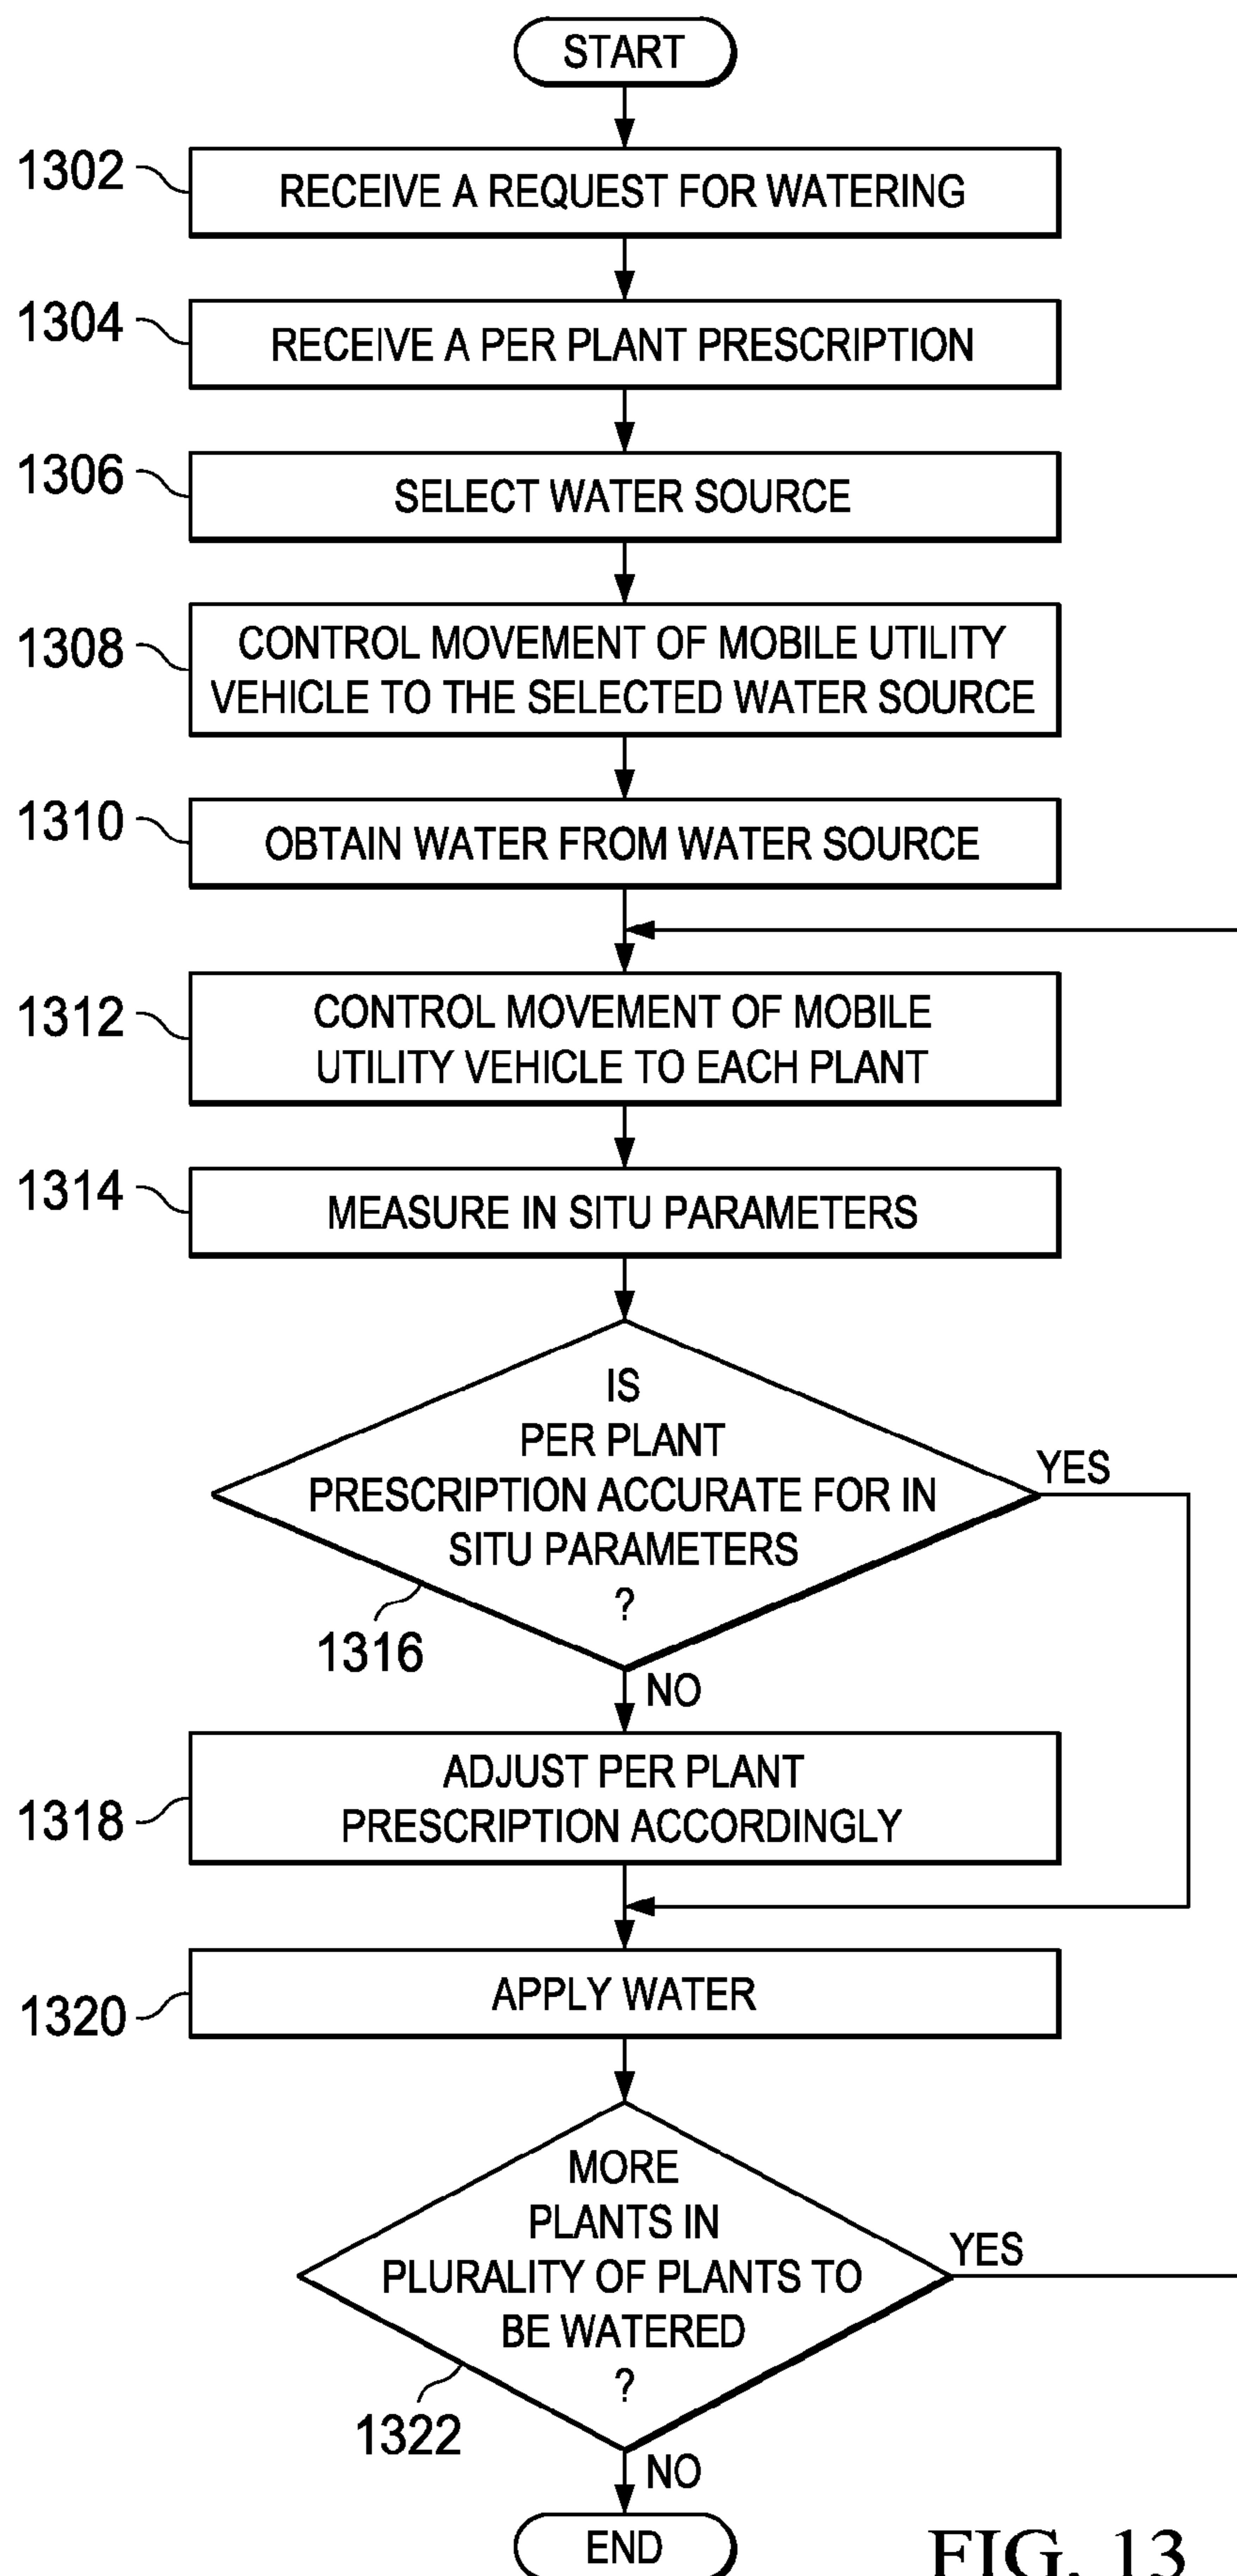 START
1302
RECEIVE A REQUEST FOR WATERING
1304
RECEIVE A PER PLANT PRESCRIPTION
1306
SELECT WATER SOURCE
1308
CONTROL MOVEMENT OF MOBILE UTILITY
VEHICLE TO THE SELECTED WATER SOURCE
1310
OBTAIN WATER FROM WATER SOURCE
1312
CONTROL MOVEMENT OF MOBILE
UTILITY VEHICLE TO EACH PLANT
1314
MEASURE IN SITU PARAMETERS
IS
PER PLANT
PRESCRIPTION ACCURATE FOR IN
SITU PARAMETERS
?
YES
1316
NO
1318
ADJUST PER PLANT
PRESCRIPTION ACCORDINGLY
1320
APPLY WATER
MORE
PLANTS IN
PLURALITY OF PLANTS TO
BE WATERED
?
YES
1322
NO
END
FIG. 13